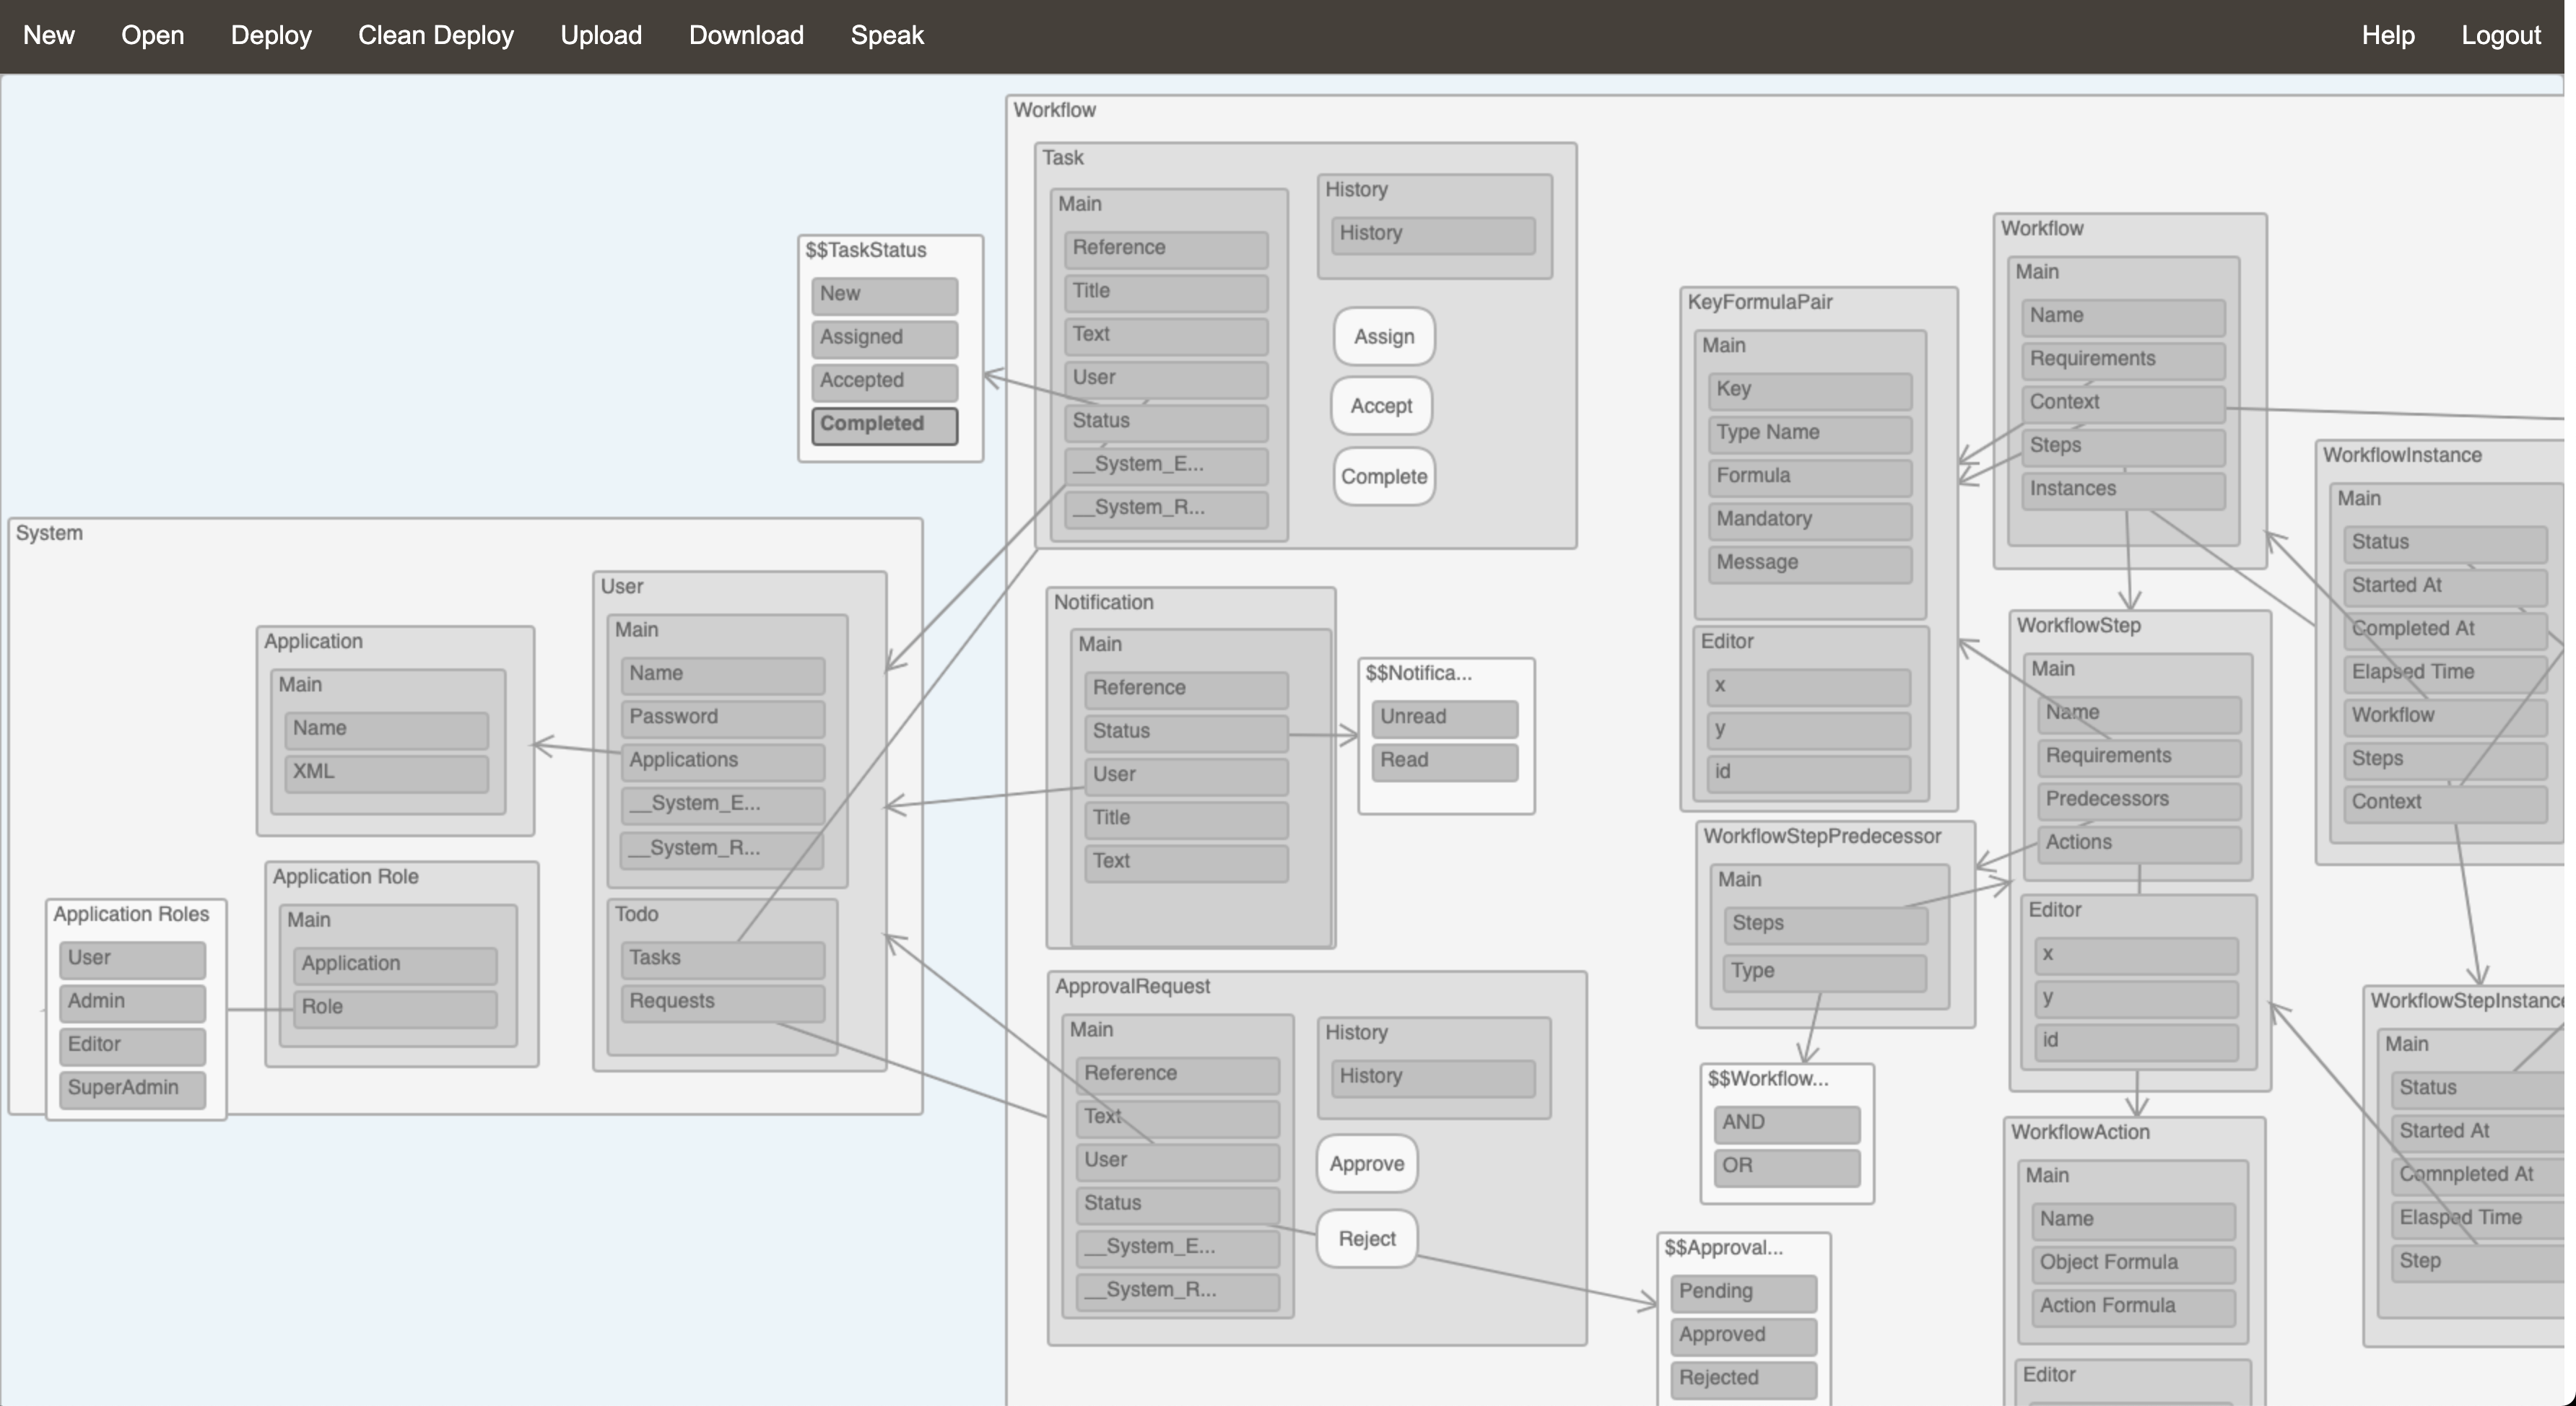 New Open Deploy Clean Deploy Upload Download Speak Help Logout
Workflow
Task
Main
Reference
Title
Text
User
Status
__System_E...
__System_R...
History
History
Assign
Accept
Complete
$$TaskStatus
New
Assigned
Accepted
Completed
System
Application
Main
Name
XML
User
Main
Name
Password
Applications
__System_E...
__System_R...
Todo
Tasks
Requests
Application Role
Main
Application
Role
Application Roles
User
Admin
Editor
SuperAdmin
Notification
Main
Reference
Status
User
Title
Text
$$Notifica...
Unread
Read
ApprovalRequest
Main
Reference
Text
User
Status
__System_E...
__System_R...
History
History
Approve
Reject
$$Approval...
Pending
Approved
Rejected
KeyFormulaPair
Main
Key
Type Name
Formula
Mandatory
Message
Editor
x
y
id
WorkflowStepPredecessor
Main
Steps
Type
$$Workflow...
AND
OR
Workflow
Main
Name
Requirements
Context
Steps
Instances
WorkflowStep
Main
Name
Requirements
Predecessors
Actions
Editor
x
y
id
WorkflowAction
Main
Name
Object Formula
Action Formula
Editor
WorkflowInstance
Main
Status
Started At
Completed At
Elapsed Time
Workflow
Steps
Context
WorkflowStepInstance
Main
Status
Started At
Comnpleted At
Elasped Time
Step